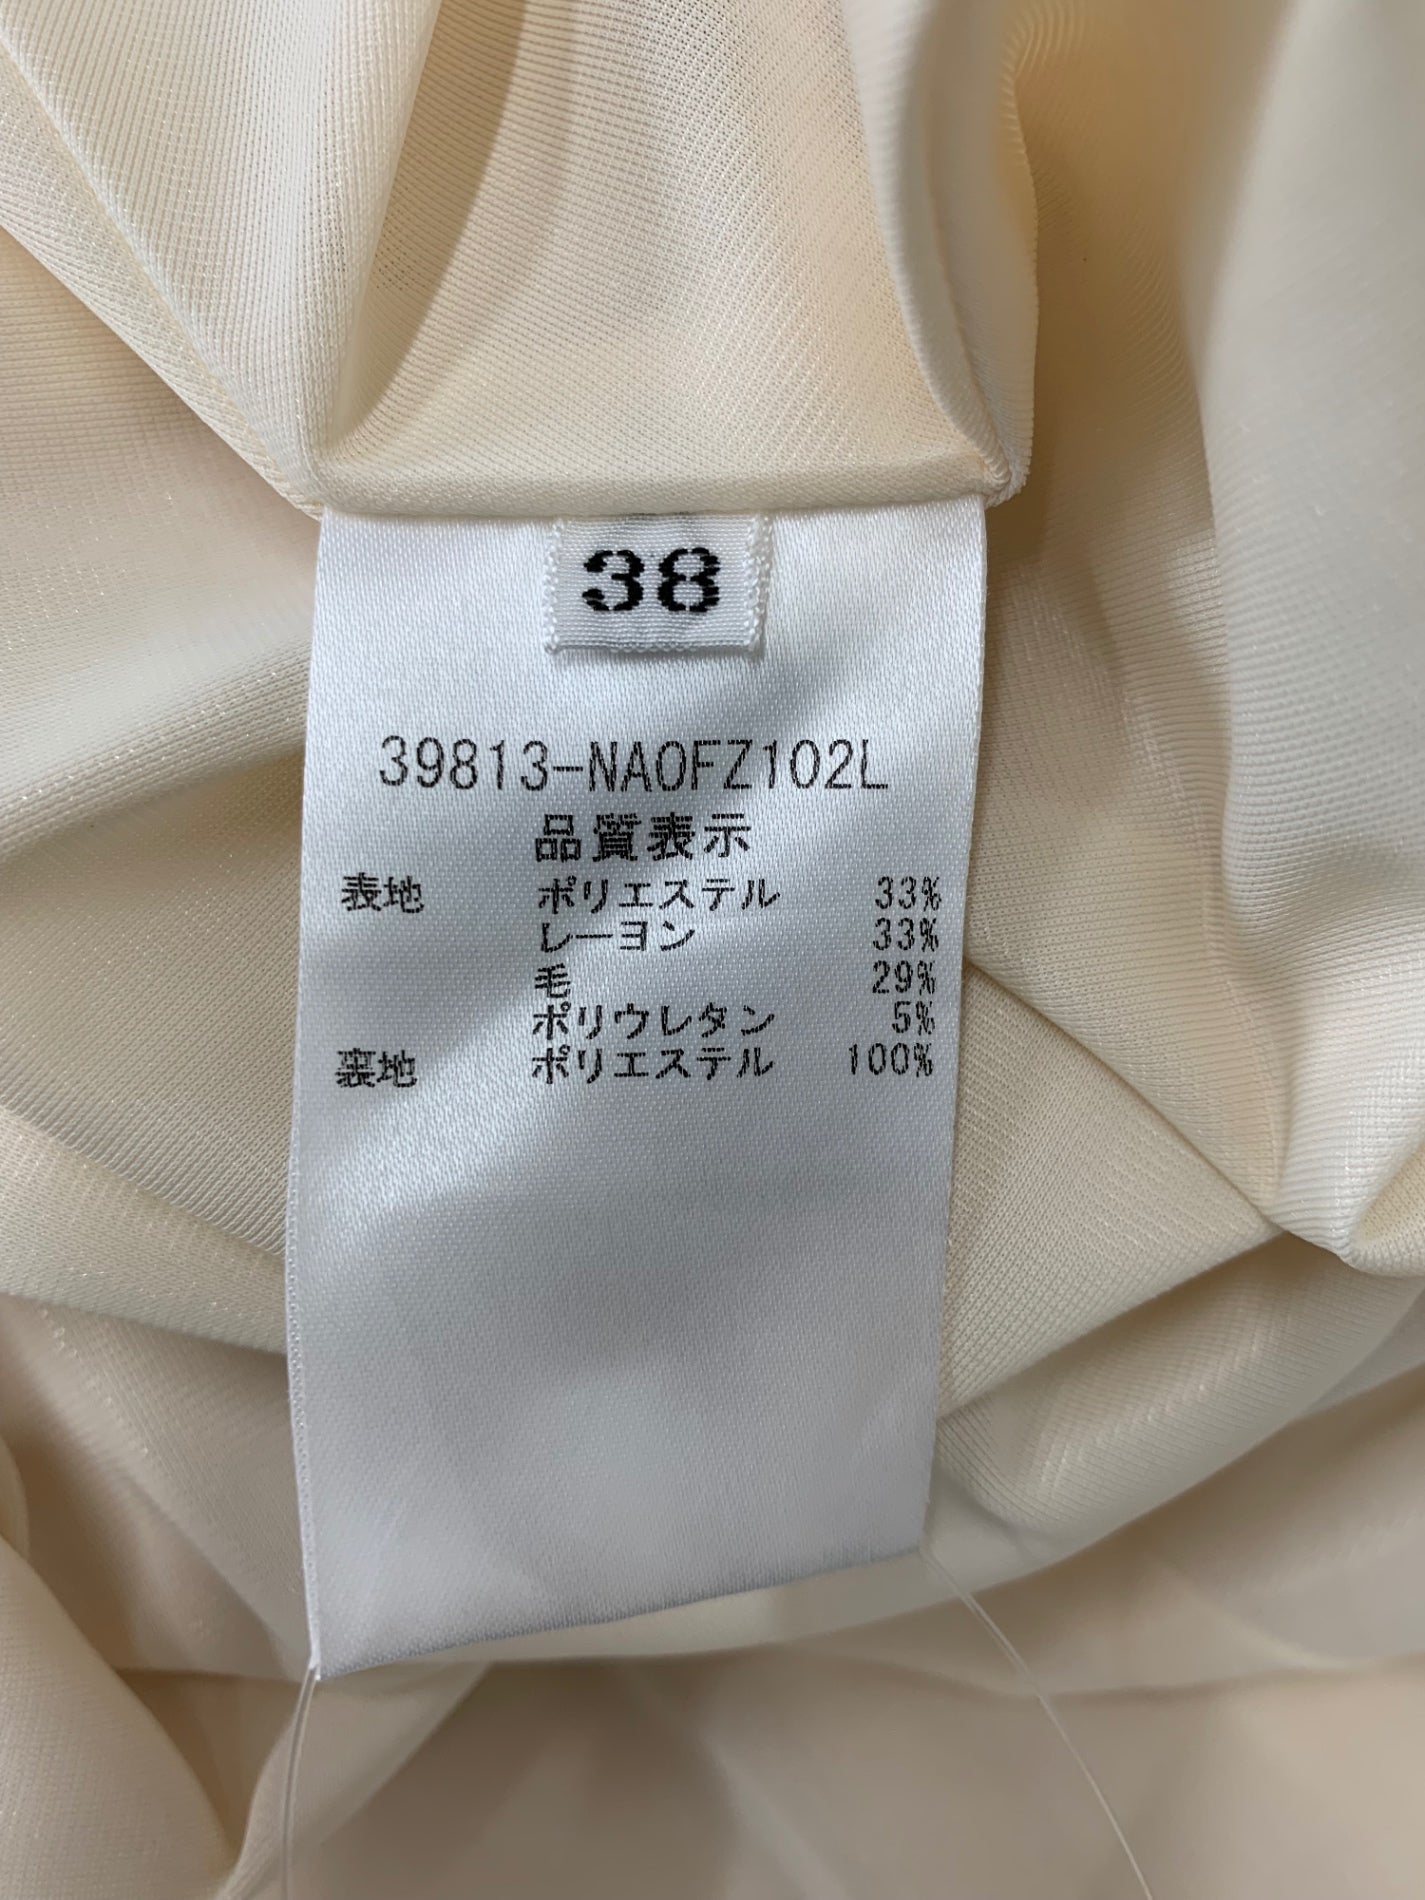 38
39813-NAOFZ102L
品質表示
表地 ポリエステル 33%
レーヨン 33%
毛 29%
ポリウレタン 5%
裏地 ポリエステル 100%